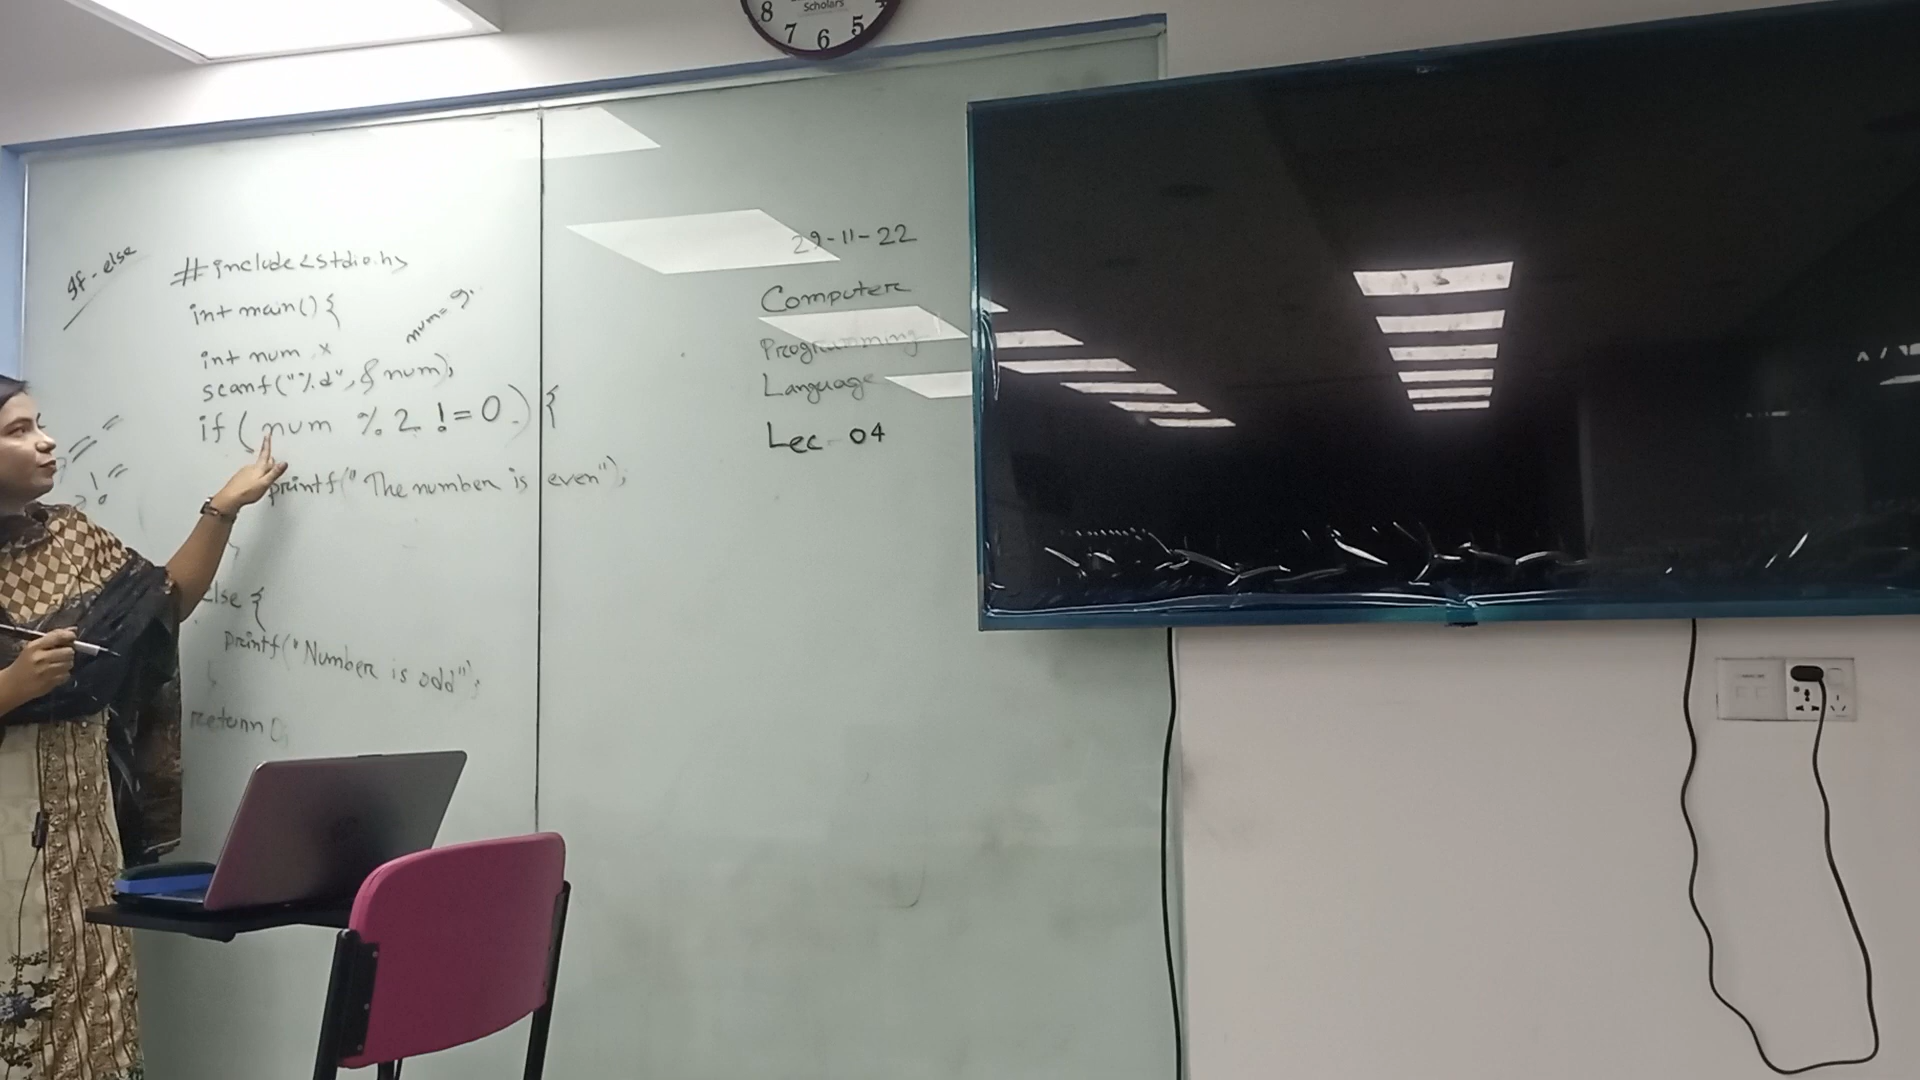 Scholars
8 7 6 5
If-else
#include<stdio.h>
int main(){
int num, x
num= 9.
scanf("%d", &num);
if (num % 2 != 0) {
printf("The number is even");
==
!=
else {
printf("Number is odd");
return 0;
29-11-22
Computer
Programming
Language
Lec 04